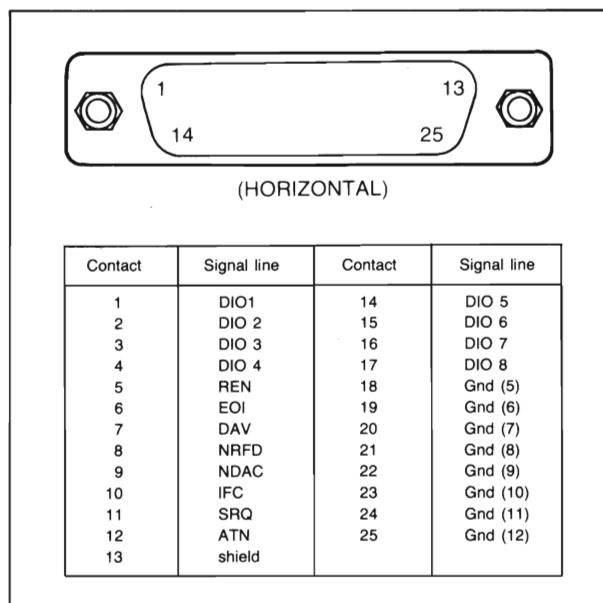 1 13
14 25
(HORIZONTAL)
Contact Signal line Contact Signal line
1 DIO1 14 DIO 5
2 DIO 2 15 DIO 6
3 DIO 3 16 DIO 7
4 DIO 4 17 DIO 8
5 REN 18 Gnd (5)
6 EOI 19 Gnd (6)
7 DAV 20 Gnd (7)
8 NRFD 21 Gnd (8)
9 NDAC 22 Gnd (9)
10 IFC 23 Gnd (10)
11 SRQ 24 Gnd (11)
12 ATN 25 Gnd (12)
13 shield